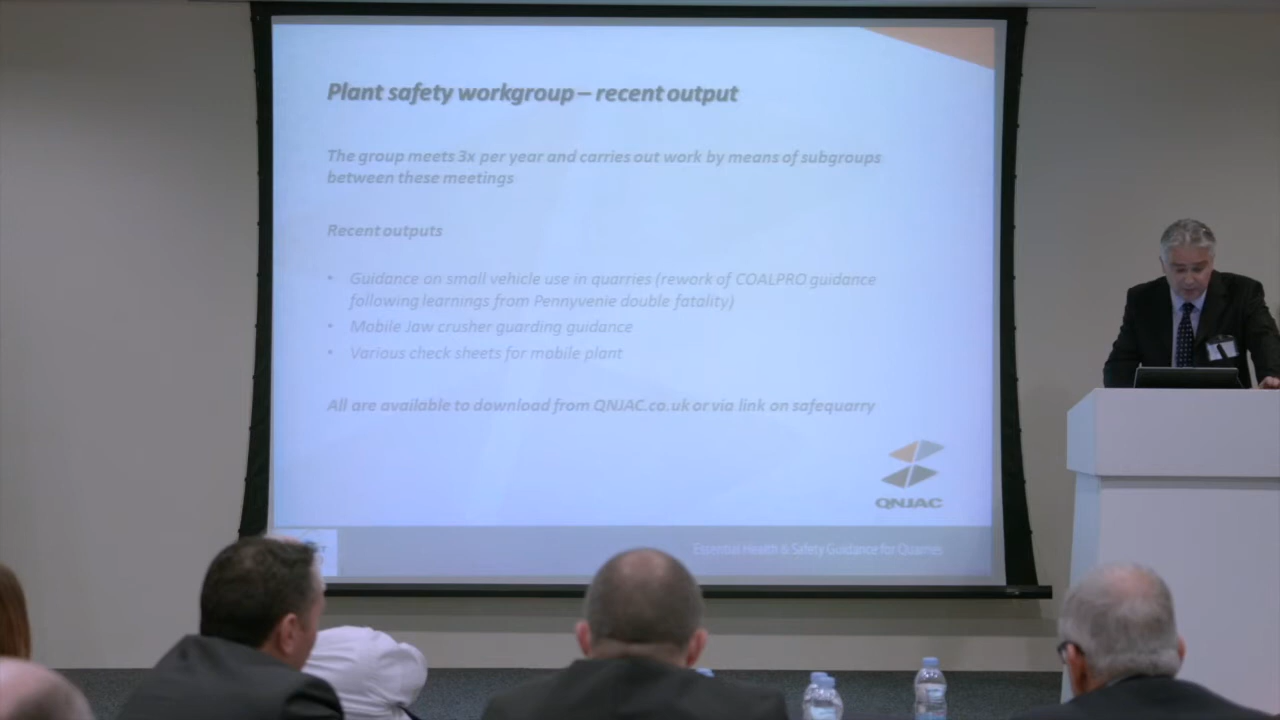 Plant safety workgroup – recent output
The group meets 3x per year and carries out work by means of subgroups
between these meetings
Recent outputs
• Guidance on small vehicle use in quarries (rework of COALPRO guidance
following learnings from Pennyvenie double fatality)
• Mobile Jaw crusher guarding guidance
• Various check sheets for mobile plant
All are available to download from QNJAC.co.uk or via link on safequarry
QNJAC
Essential Health & Safety Guidance for Quarries